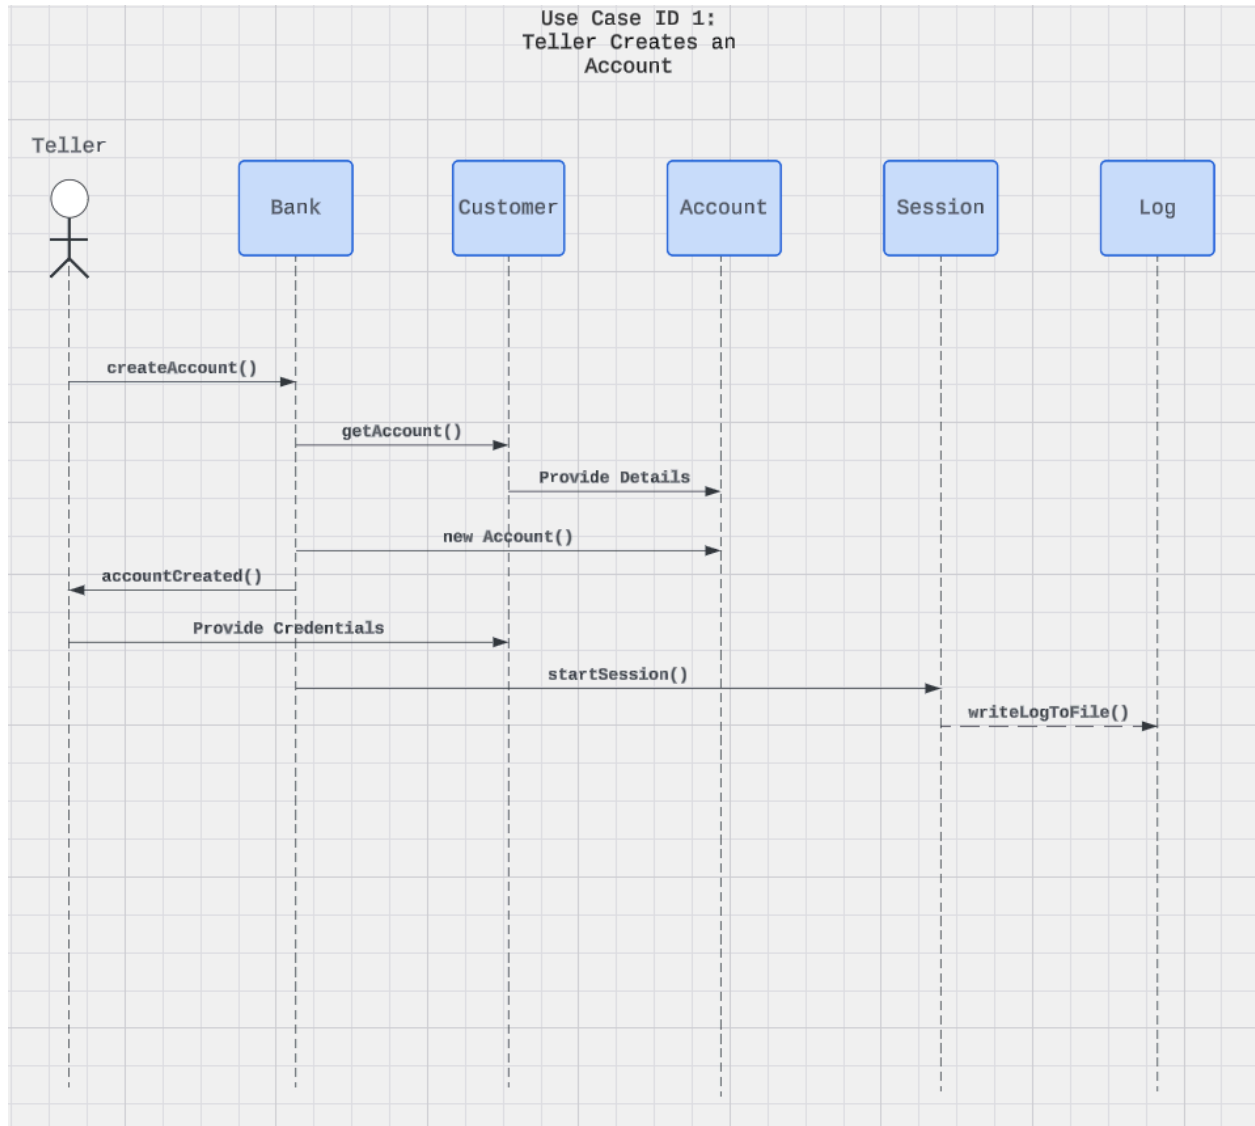 Use Case ID 1:
Teller Creates an
Account
Teller
Bank
Customer
Account
Session
Log
createAccount()
getAccount()
Provide Details
new Account()
accountCreated()
Provide Credentials
startSession()
writeLogToFile()